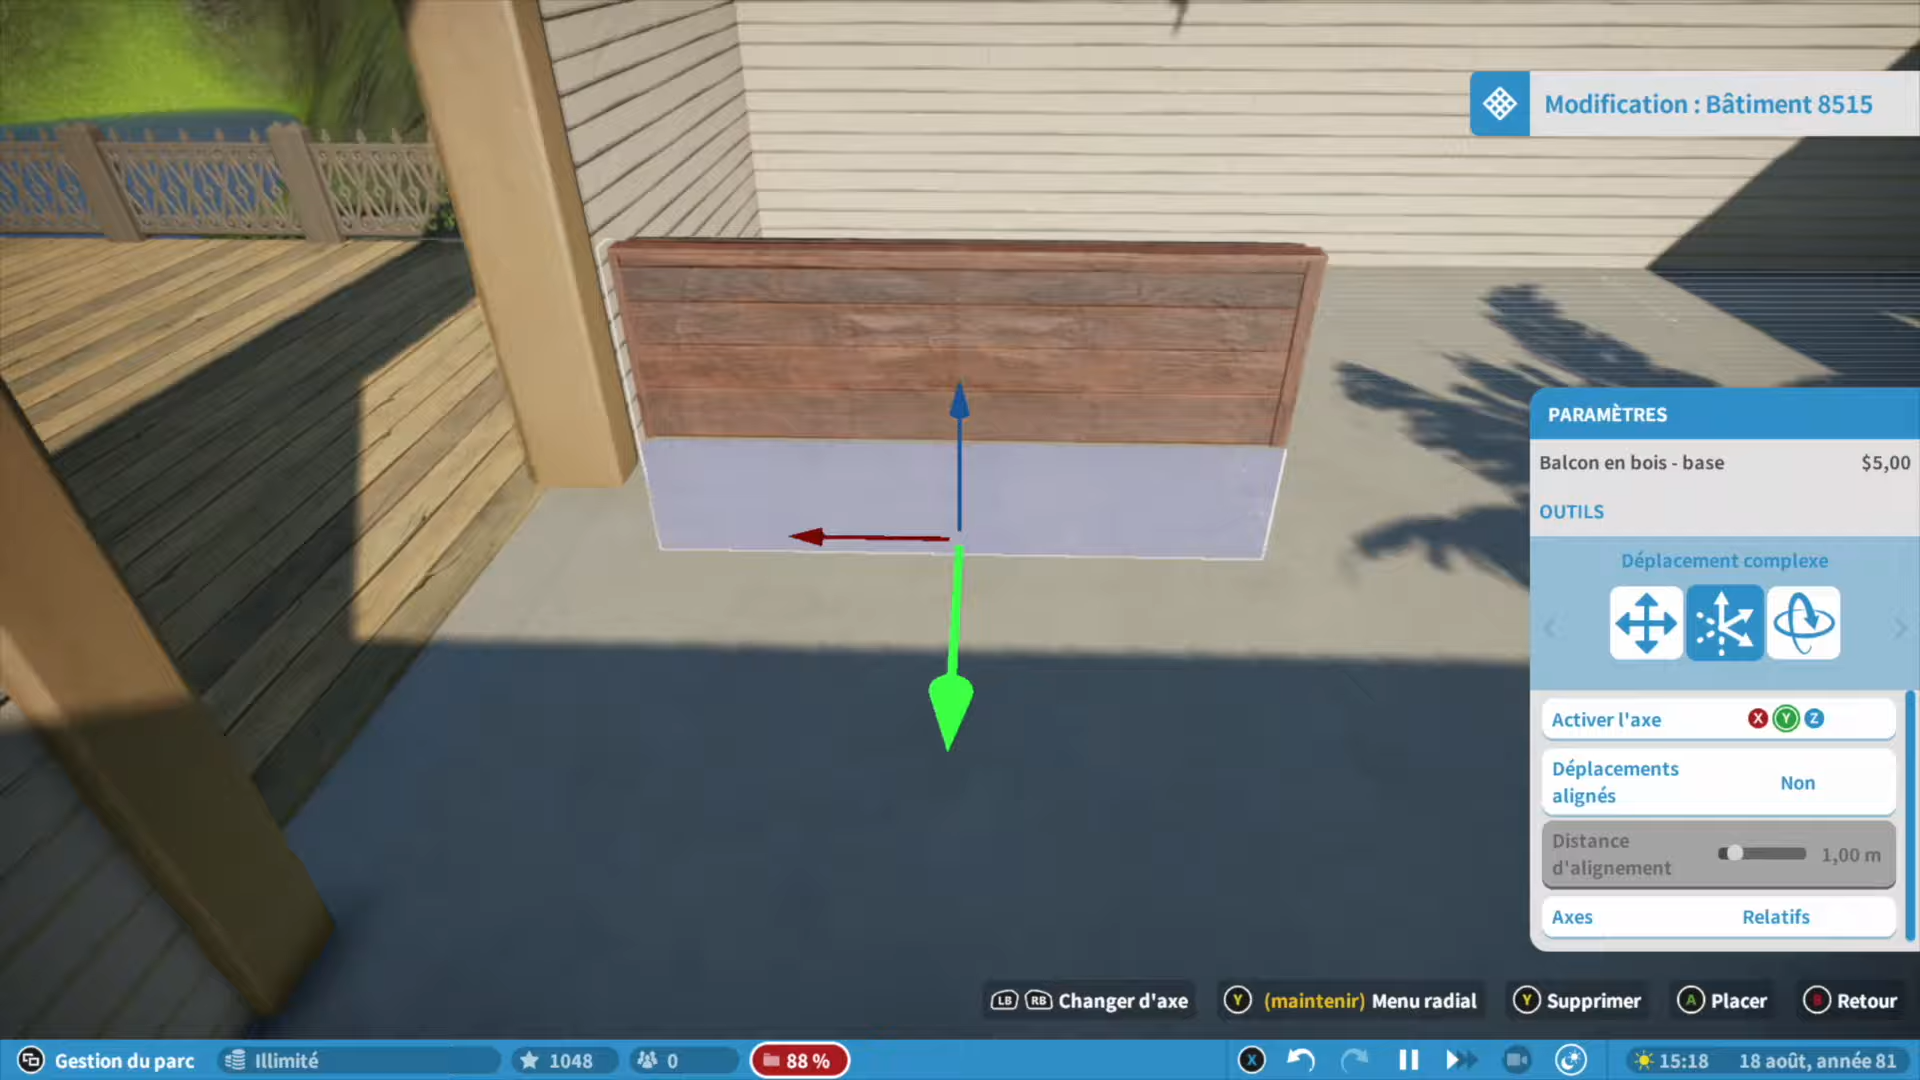 Modification : Bâtiment 8515
PARAMÈTRES
Balcon en bois - base $5,00
OUTILS
Déplacement complexe
Activer l'axe X Y Z
Déplacements alignés Non
Distance d'alignement 1,00 m
Axes Relatifs
LB RB Changer d'axe Y (maintenir) Menu radial Y Supprimer A Placer B Retour
Gestion du parc Illimité 1048 0 88 % X 15:18 18 août, année 81